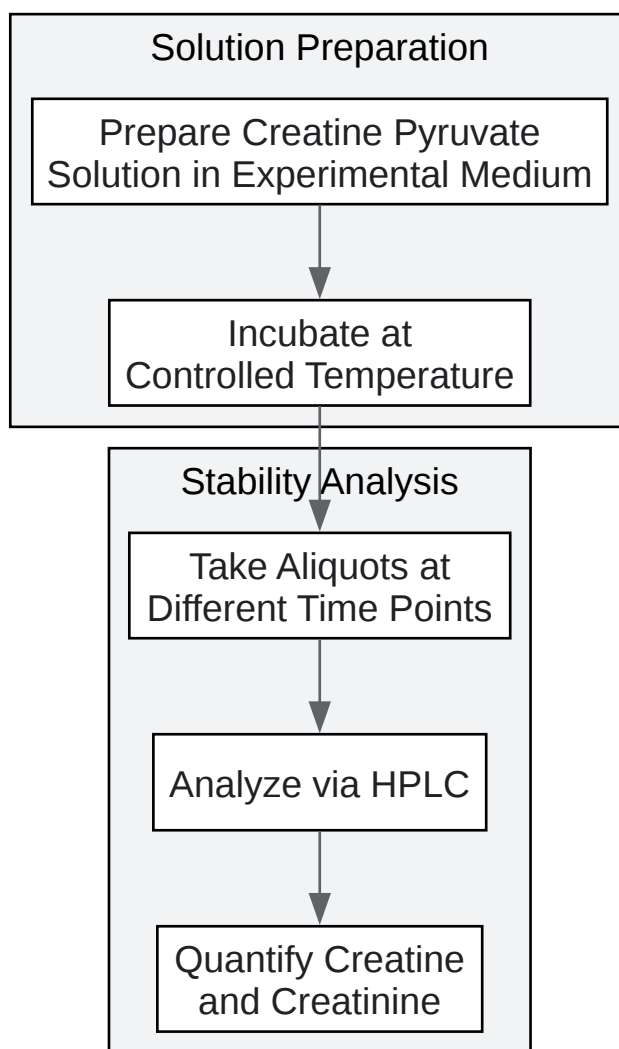 Solution Preparation
Prepare Creatine Pyruvate
Solution in Experimental Medium
Incubate at
Controlled Temperature
Stability Analysis
Take Aliquots at
Different Time Points
Analyze via HPLC
Quantify Creatine
and Creatinine